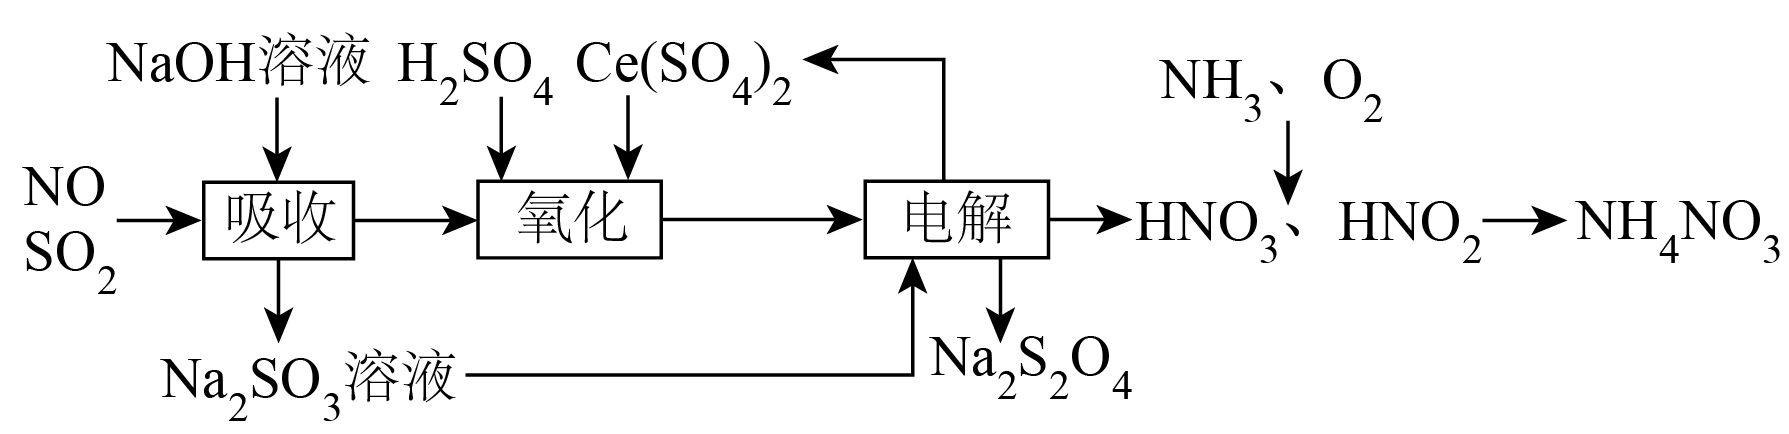 NaOH溶液 H₂SO₄ Ce(SO₄)₂
NH₃、O₂
NO
SO₂
吸收 氧化 电解
HNO₃、HNO₂ NH₄NO₃
Na₂SO₃溶液
Na₂S₂O₄